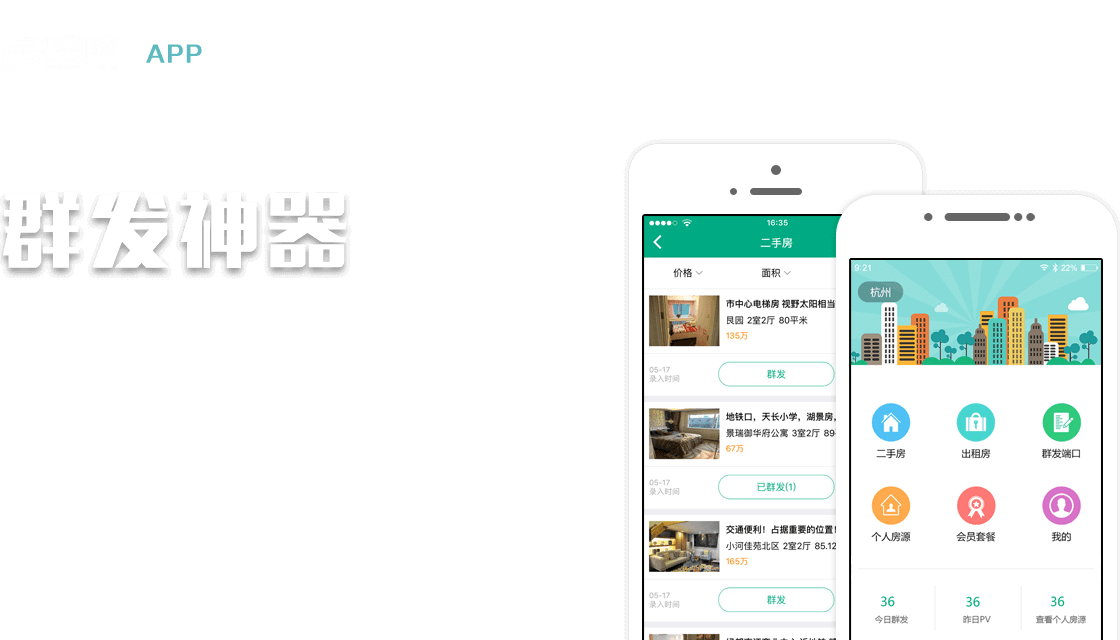 APP
群发神器
16:35
二手房
价格
面积
市中心电梯房 视野太阳相当
艮园 2室2厅 80平米
135万
05-17
录入时间
群发
地铁口，天长小学，湖景房，
景瑞御华府公寓 3室2厅 89
67万
05-17
录入时间
已群发(1)
交通便利！占据重要的位置！
小河佳苑北区 2室2厅 85.12
165万
05-17
录入时间
群发
9:21
22%
杭州
二手房
出租房
群发端口
个人房源
会员套餐
我的
36
36
36
今日群发
昨日PV
查看个人房源